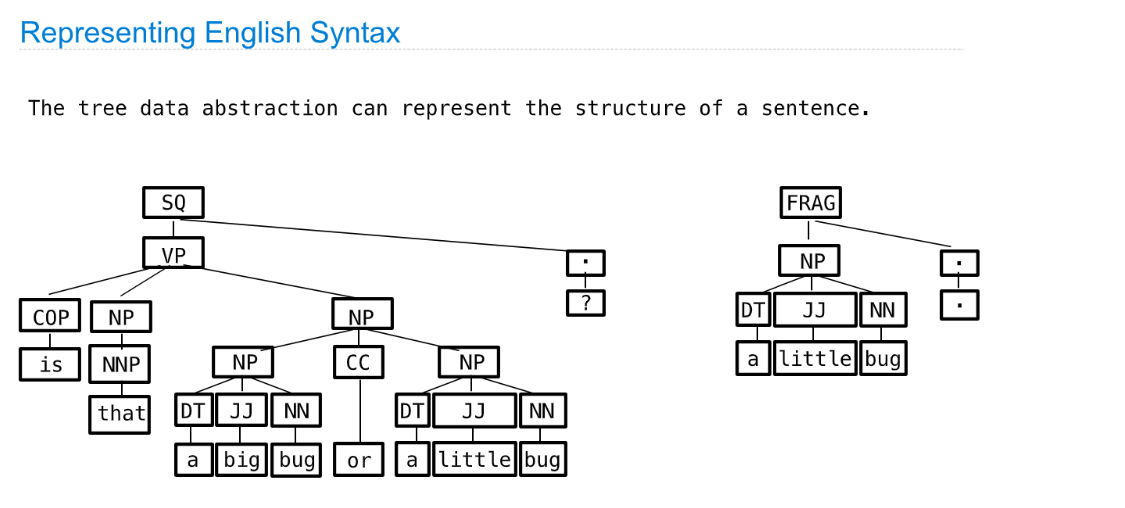 Representing English Syntax
The tree data abstraction can represent the structure of a sentence.
SQ FRAG
VP . NP .
COP NP NP ? DT JJ NN .
is NNP NP CC NP a little bug
that DT JJ NN DT JJ NN
a big bug or a little bug